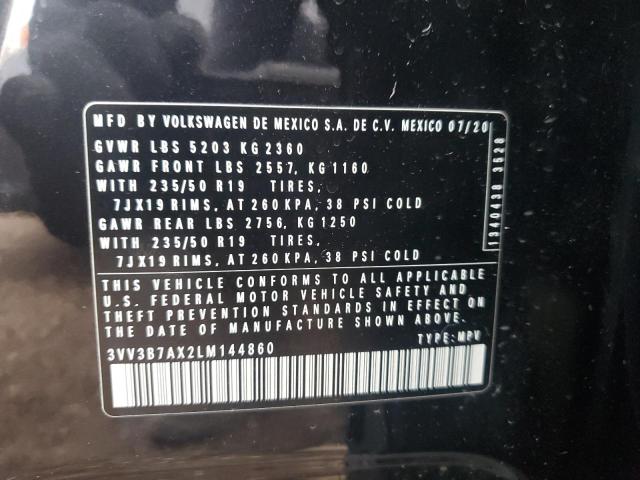 MFD BY VOLKSWAGEN DE MEXICO S.A. DE C.V. MEXICO 07/20
GVWR LBS 5203 KG 2360
GAWR FRONT LBS 2557, KG 1160
WITH 235/50 R19 TIRES,
7JX19 RIMS, AT 260 KPA, 38 PSI COLD
GAWR REAR LBS 2756, KG 1250
WITH 235/50 R19 TIRES,
7JX19 RIMS, AT 260 KPA, 38 PSI COLD
THIS VEHICLE CONFORMS TO ALL APPLICABLE
U.S. FEDERAL MOTOR VEHICLE SAFETY AND
THEFT PREVENTION STANDARDS IN EFFECT ON
THE DATE OF MANUFACTURE SHOWN ABOVE.
3VV3B7AX2LM144860 TYPE: MPV
1340438 3528